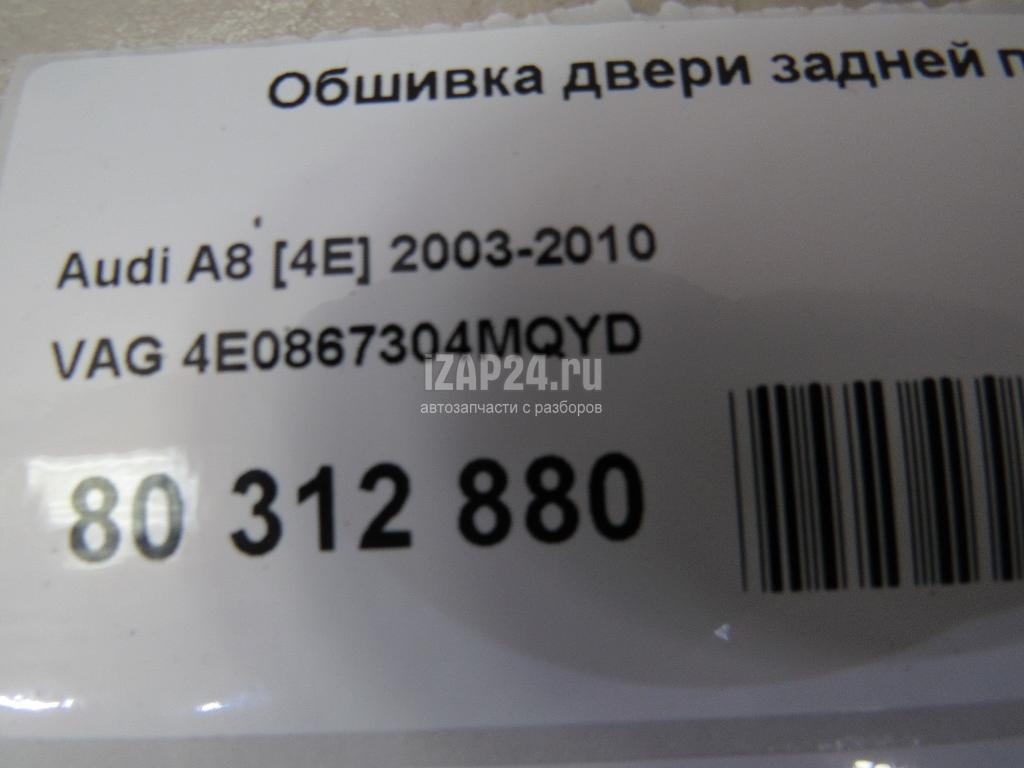 Обшивка двери задней п
Audi A8 [4E] 2003-2010
VAG 4E0867304MQYD
iZAP24.ru
автозапчасти с разборов
80 312 880